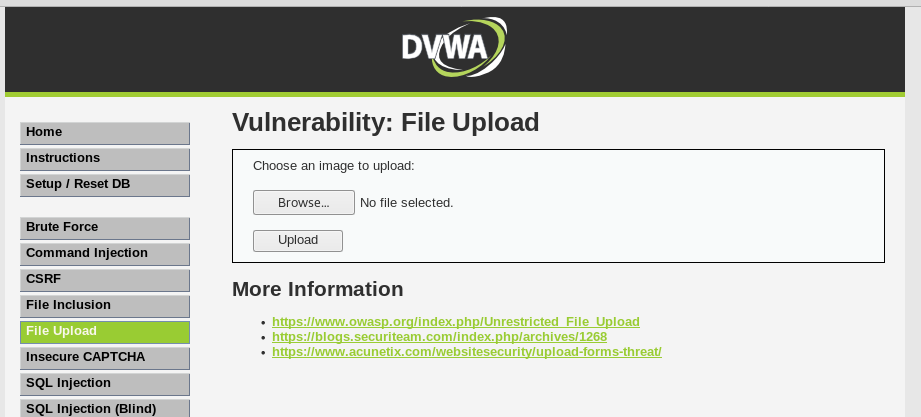 DVWA
Home
Instructions
Setup / Reset DB
Brute Force
Command Injection
CSRF
File Inclusion
File Upload
Insecure CAPTCHA
SQL Injection
SQL Injection (Blind)
Vulnerability: File Upload
Choose an image to upload:
Browse... No file selected.
Upload
More Information
https://www.owasp.org/index.php/Unrestricted_File_Upload
https://blogs.securiteam.com/index.php/archives/1268
https://www.acunetix.com/websitesecurity/upload-forms-threat/